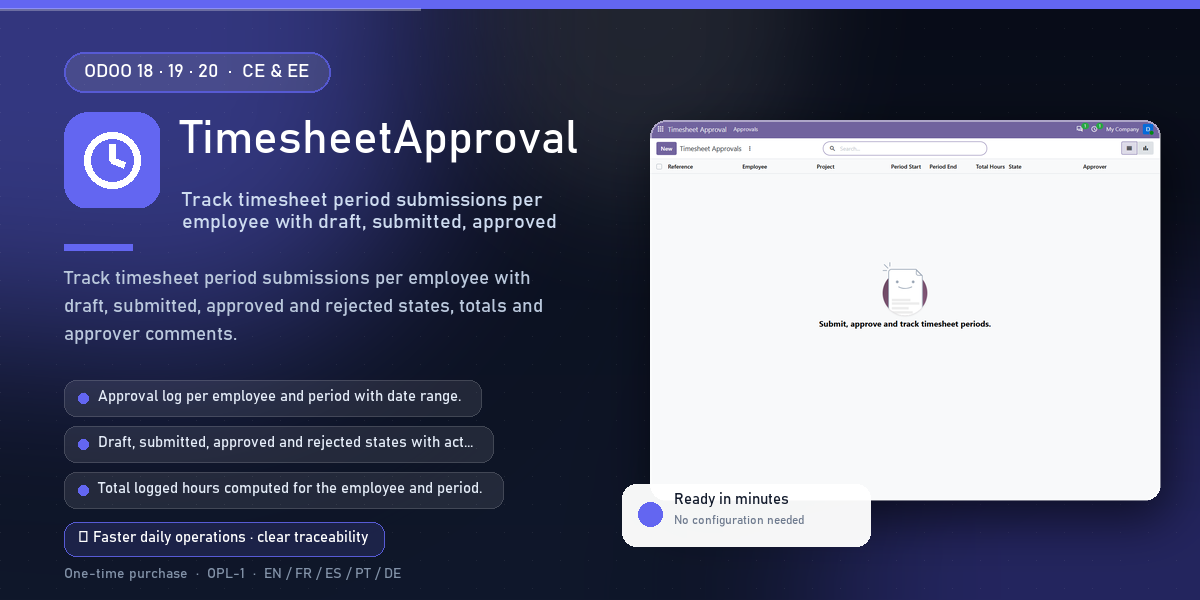 ODOO 18 · 19 · 20 · CE & EE
TimesheetApproval
Track timesheet period submissions per
employee with draft, submitted, approved
Track timesheet period submissions per employee with
draft, submitted, approved and rejected states, totals and
approver comments.
Approval log per employee and period with date range.
Draft, submitted, approved and rejected states with act...
Total logged hours computed for the employee and period.
Faster daily operations · clear traceability
One-time purchase · OPL-1 · EN / FR / ES / PT / DE
Timesheet Approval Approvals My Company D
New Timesheet Approvals Search...
Reference Employee Project Period Start Period End Total Hours State Approver
Submit, approve and track timesheet periods.
Ready in minutes
No configuration needed